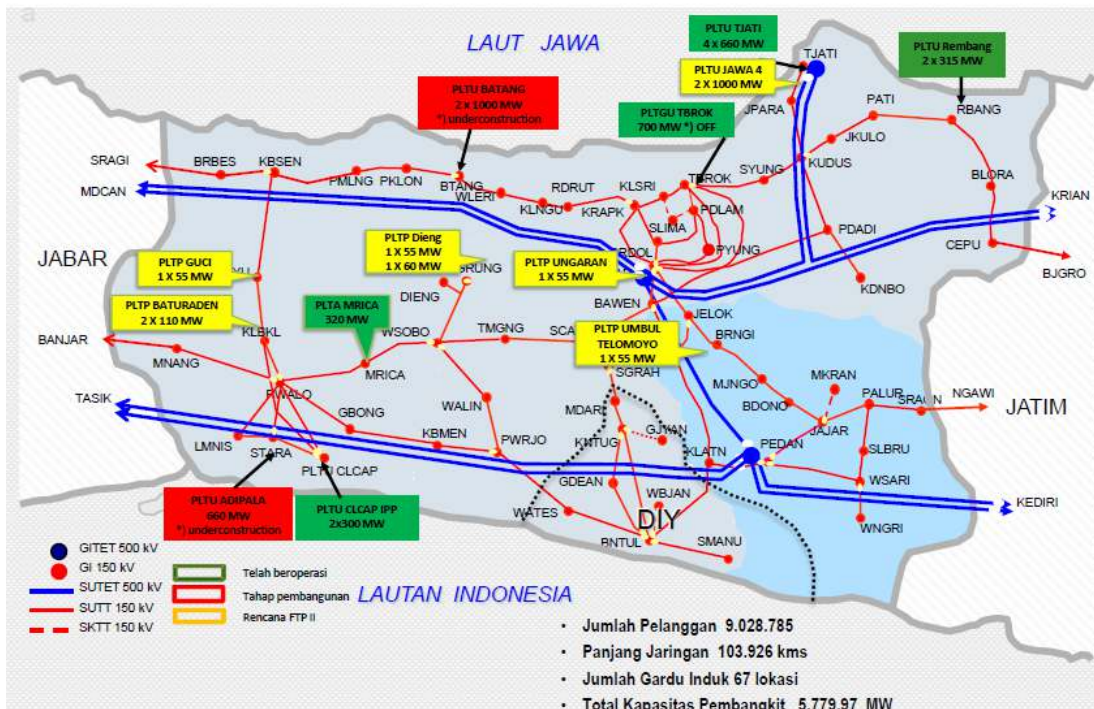 LAUT JAWA
PLTU TJATI
4 x 660 MW
TJATI
PLTU JAWA 4
2 X 1000 MW
PLTU Rembang
2 x 315 MW
PLTU BATANG
2 x 1000 MW
*) underconstruction
PLTGU TBROK
700 MW *) OFF
JPARA
PATI
RBANG
JKULO
KUDUS
SYUNG
TBROK
BLORA
SRAGI
BRBES
KBSEN
PMLNG
PKLON
BTANG
WLERI
KLNGU
RDRUT
KRAPK
KLSRI
PDLAM
SLIMA
PYUNG
MDCAN
KRIAN
PDADI
CEPU
BJGRO
KDNBO
JABAR
PLTP GUCI
1 X 55 MW
PLTP Dieng
1 X 55 MW
1 X 60 MW
DIENG
PLTP UNGARAN
1 X 55 MW
BAWEN
JELOK
PLTP BATURADEN
2 X 110 MW
PLTA MRICA
320 MW
KLBKL
WSOBO
TMGNG
PLTP UMBUL
TELOMOYO
1 X 55 MW
BRNGI
BANJAR
MNANG
MRICA
SGRAH
MJNGO
MKRAN
PALUR
NGAWI
JATIM
BDONO
JAJAR
TASIK
GBONG
WALIN
MDARI
KBMEN
PWRJO
KNTUG
KLATN
PEDAN
SLBRU
WSARI
LMNIS
STARA
PLTU CLCAP
GDEAN
WBJAN
KEDIRI
PLTU ADIPALA
660 MW
*) underconstruction
PLTU CLCAP IPP
2x300 MW
WATES
DIY
BNTUL
SMANU
WNGRI
GITET 500 kV
GI 150 kV
SUTET 500 kV
SUTT 150 kV
SKTT 150 kV
Telah beroperasi
Tahap pembangunan
Rencana FTP II
LAUTAN INDONESIA
• Jumlah Pelanggan 9.028.785
• Panjang Jaringan 103.926 kms
• Jumlah Gardu Induk 67 lokasi
• Total Kapasitas Pembangkit 5.779,97 MW